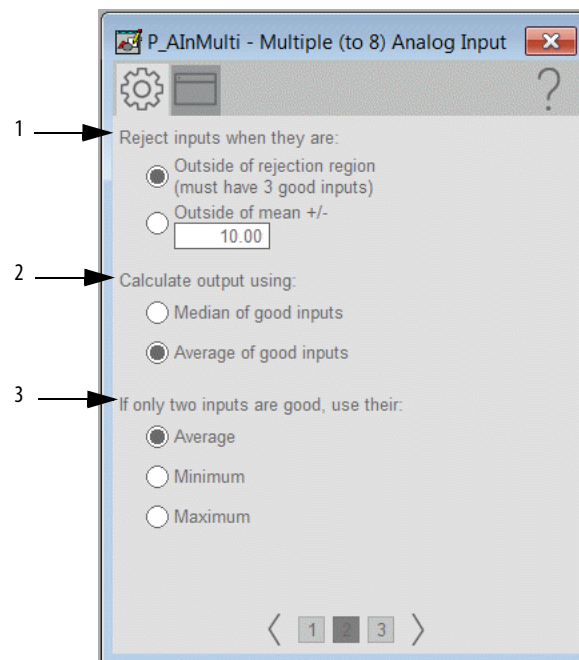 P_AInMulti - Multiple (to 8) Analog Input
?
1
Reject inputs when they are:
Outside of rejection region
(must have 3 good inputs)
Outside of mean +/-
10.00
2
Calculate output using:
Median of good inputs
Average of good inputs
3
If only two inputs are good, use their:
Average
Minimum
Maximum
1 2 3